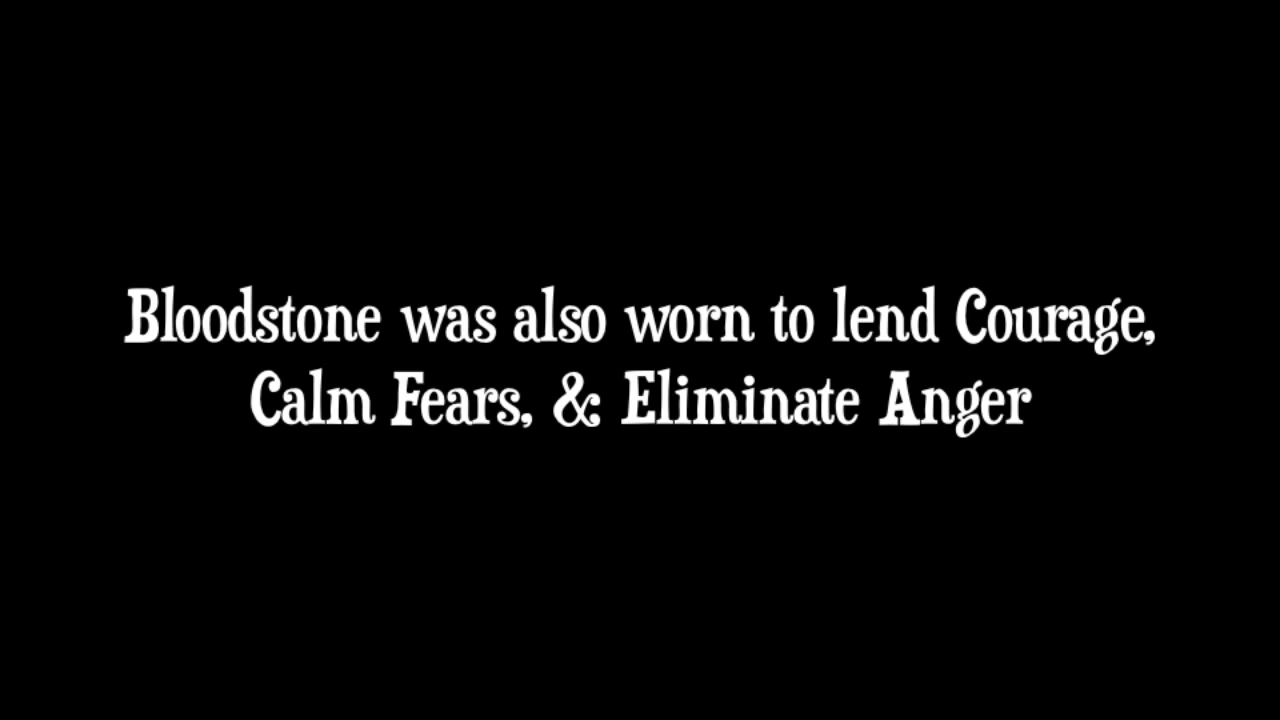 Bloodstone was also worn to lend Courage,
Calm Fears, & Eliminate Anger